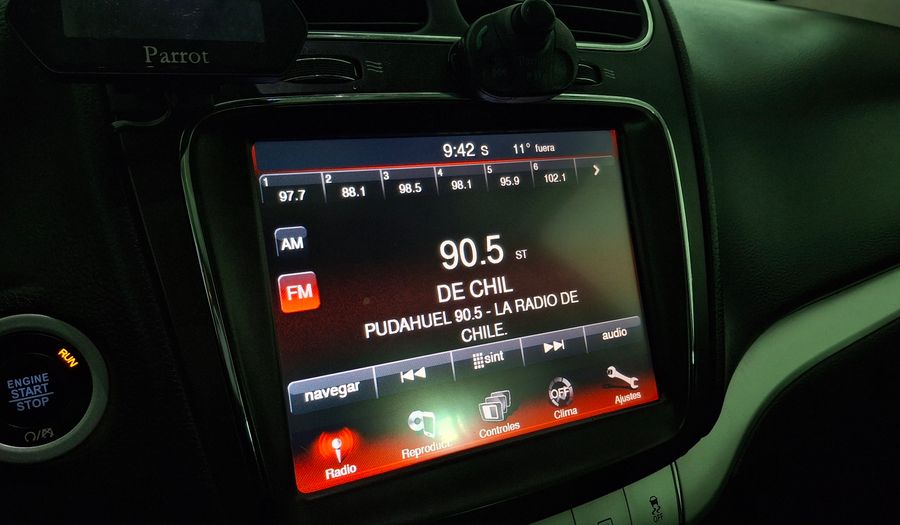 Parrot
9:42 S 11° fuera
1 2 3 4 5 6
97.7 88.1 98.5 98.1 95.9 102.1 >
AM
90.5 ST
FM
DE CHIL
PUDAHUEL 90.5 - LA RADIO DE
CHILE.
navegar sint audio
Radio Reproduc Controles OFF Clima Ajustes
RUN
ENGINE
START
STOP
OFF